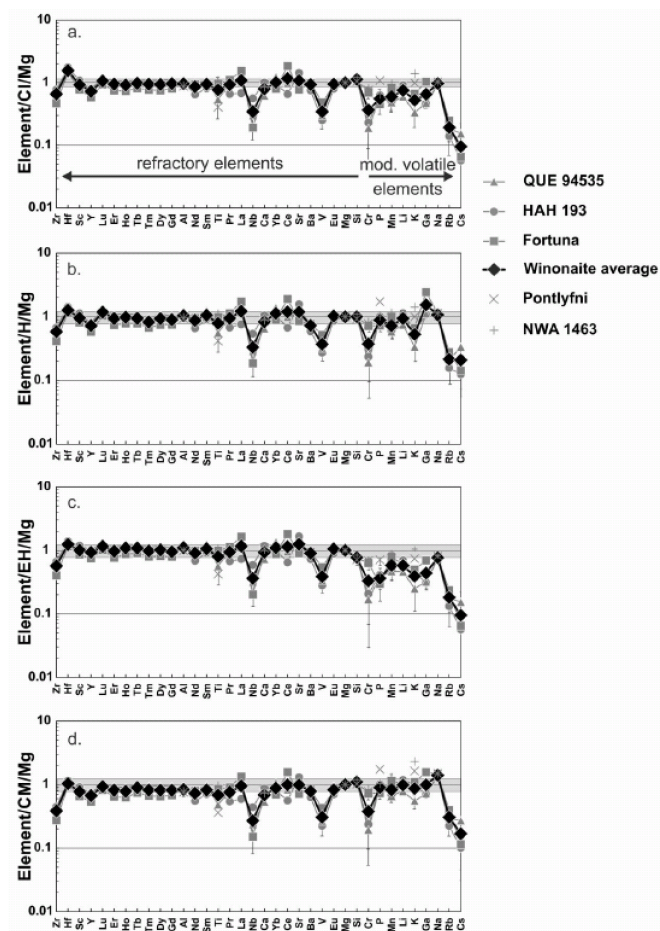 a.
10
1
0.1
0.01
Element/CI/Mg
refractory elements
mod. volatile
elements
Zr Hf Sc Y Lu Er Ho Tb Tm Dy Gd Al Nd Sm Ti Pr La Nb Ca Yb Ce Sr Ba V Eu Mg Si Cr P Mn Li K Ga Na Rb Cs
QUE 94535
HAH 193
Fortuna
Winonaite average
Pontlyfni
NWA 1463
b.
10
1
0.1
0.01
Element/H/Mg
Zr Hf Sc Y Lu Er Ho Tb Tm Dy Gd Al Nd Sm Ti Pr La Nb Ca Yb Ce Sr Ba V Eu Mg Si Cr P Mn Li K Ga Na Rb Cs
c.
10
1
0.1
0.01
Element/EH/Mg
Zr Hf Sc Y Lu Er Ho Tb Tm Dy Gd Al Nd Sm Ti Pr La Nb Ca Yb Ce Sr Ba V Eu Mg Si Cr P Mn Li K Ga Na Rb Cs
d.
10
1
0.1
0.01
Element/CM/Mg
Zr Hf Sc Y Lu Er Ho Tb Tm Dy Gd Al Nd Sm Ti Pr La Nb Ca Yb Ce Sr Ba V Eu Mg Si Cr P Mn Li K Ga Na Rb Cs